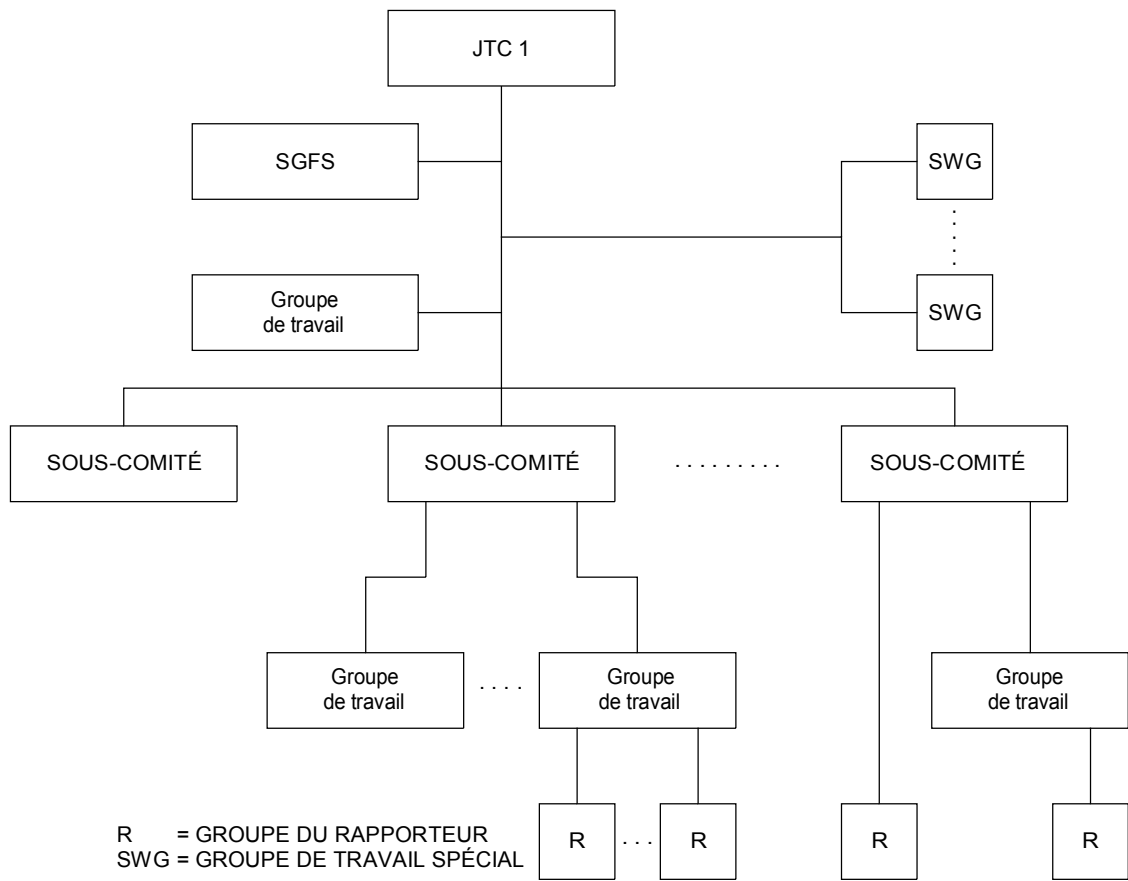 JTC 1
SGFS
SWG
. . . . .
Groupe
de travail
SWG
SOUS-COMITÉ
SOUS-COMITÉ
. . . . . . . . .
SOUS-COMITÉ
Groupe
de travail
. . . .
Groupe
de travail
Groupe
de travail
R
. . .
R
R
R
R = GROUPE DU RAPPORTEUR
SWG = GROUPE DE TRAVAIL SPÉCIAL